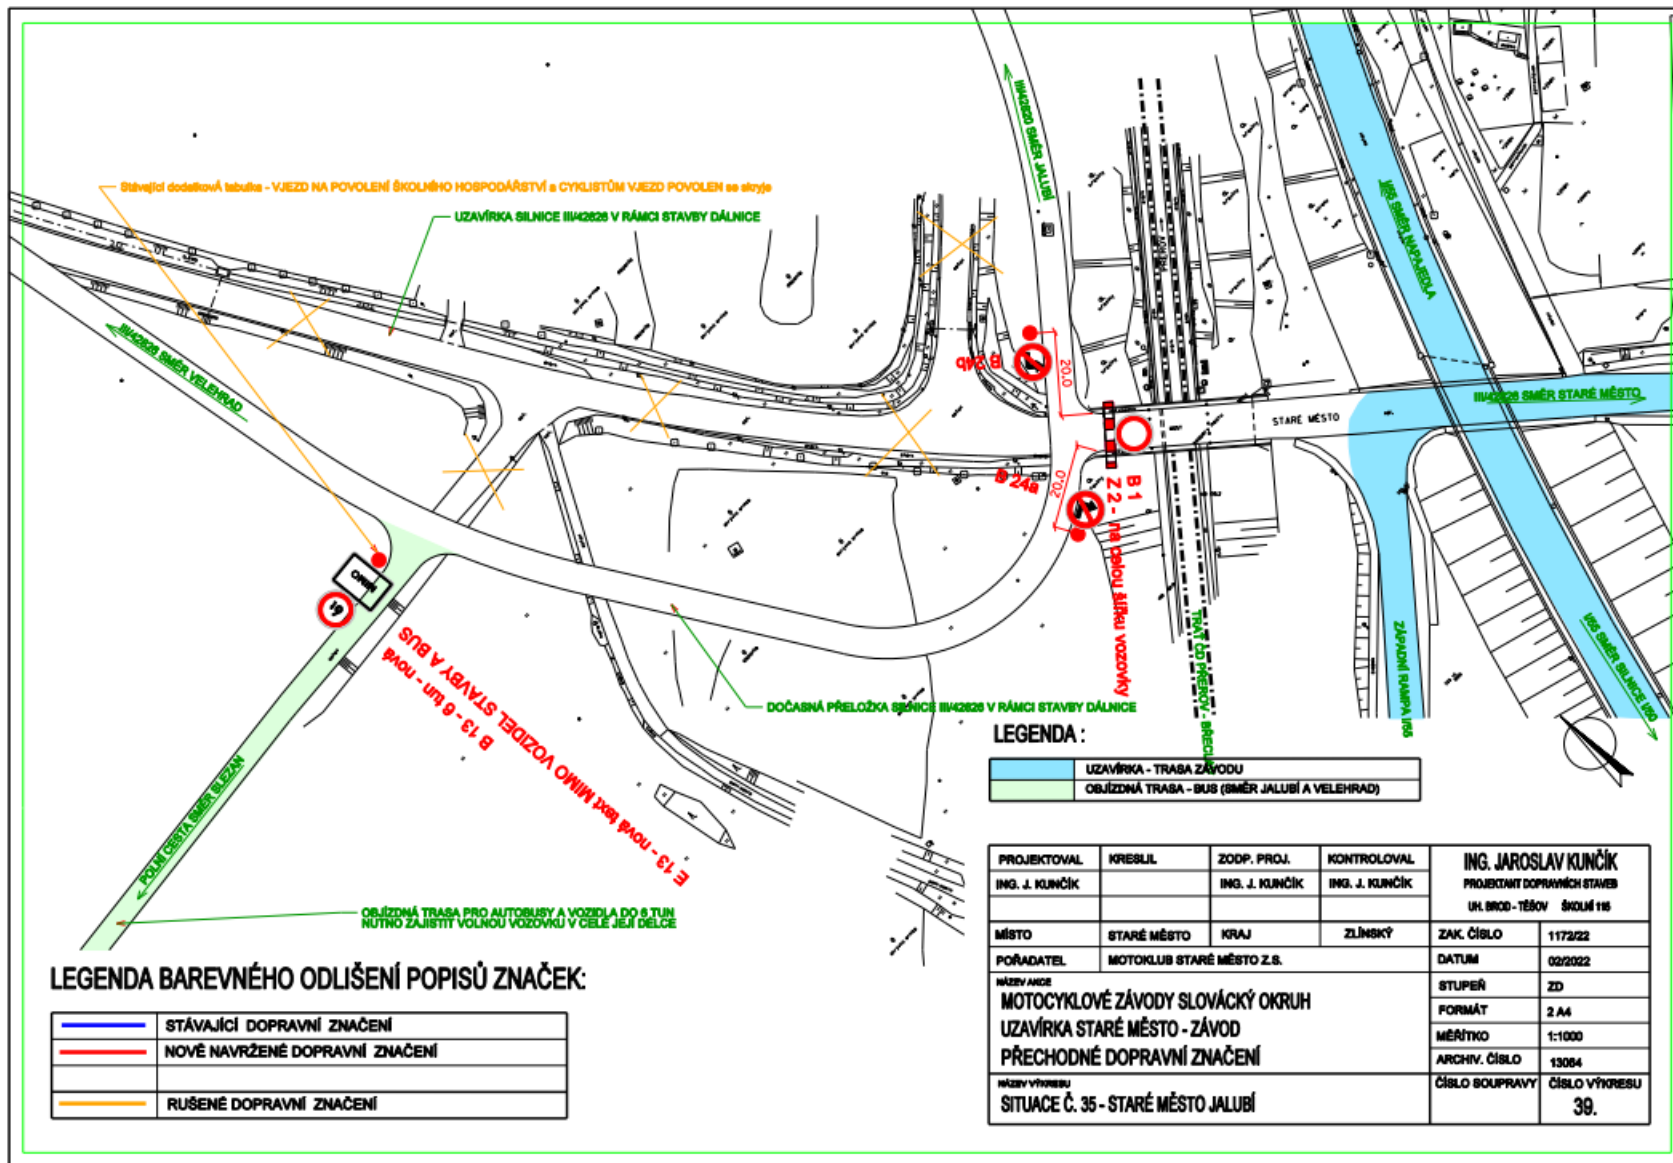 Stávající dodatková tabulka - VJEZD NA POVOLENÍ ŠKOLNÍHO HOSPODÁŘSTVÍ a CYKLISTŮM VJEZD POVOLEN se skryje
UZAVÍRKA SILNICE III/42826 V RÁMCI STAVBY DÁLNICE
III/42820 SMĚR JALUBÍ
I/55 SMĚR NAPAJEDLA
III/42826 SMĚR VELEHRAD
B 24b
20.0
III/42826 SMĚR STARÉ MĚSTO
STARÉ MĚSTO
B 24a
20.0
B 1
Z 2 - na celou šířku vozovky
TRAŤ ČD PŘEROV - BŘECLAV
ZÁPADNÍ RAMPA I/55
I/55 SMĚR SILNICE I/50
MIMO
6t
B 13 - 6 tun - nová
E 13 - nová text MIMO VOZIDEL STAVBY A BUS
DOČASNÁ PŘELOŽKA SILNICE III/42826 V RÁMCI STAVBY DÁLNICE
POLNÍ CESTA SMĚR SLEZAN
OBJÍZDNÁ TRASA PRO AUTOBUSY A VOZIDLA DO 6 TUN
NUTNO ZAJISTIT VOLNOU VOZOVKU V CELÉ JEJÍ DÉLCE
LEGENDA :
UZAVÍRKA - TRASA ZÁVODU
OBJÍZDNÁ TRASA - BUS (SMĚR JALUBÍ A VELEHRAD)
LEGENDA BAREVNÉHO ODLIŠENÍ POPISŮ ZNAČEK:
STÁVAJÍCÍ DOPRAVNÍ ZNAČENÍ
NOVĚ NAVRŽENÉ DOPRAVNÍ ZNAČENÍ
RUŠENÉ DOPRAVNÍ ZNAČENÍ
PROJEKTOVAL KRESLIL ZODP. PROJ. KONTROLOVAL
ING. J. KUNČÍK ING. J. KUNČÍK ING. J. KUNČÍK
ING. JAROSLAV KUNČÍK
PROJEKTANT DOPRAVNÍCH STAVEB
UH. BROD - TĚŠOV ŠKOLNÍ 116
MÍSTO STARÉ MĚSTO KRAJ ZLÍNSKÝ
POŘADATEL MOTOKLUB STARÉ MĚSTO Z.S.
NÁZEV AKCE
MOTOCYKLOVÉ ZÁVODY SLOVÁCKÝ OKRUH
UZAVÍRKA STARÉ MĚSTO - ZÁVOD
PŘECHODNÉ DOPRAVNÍ ZNAČENÍ
NÁZEV VÝKRESU
SITUACE Č. 35 - STARÉ MĚSTO JALUBÍ
ZAK. ČÍSLO 1172/22
DATUM 02/2022
STUPEŇ ZD
FORMÁT 2 A4
MĚŘÍTKO 1:1000
ARCHIV. ČÍSLO 13064
ČÍSLO SOUPRAVY ČÍSLO VÝKRESU
39.